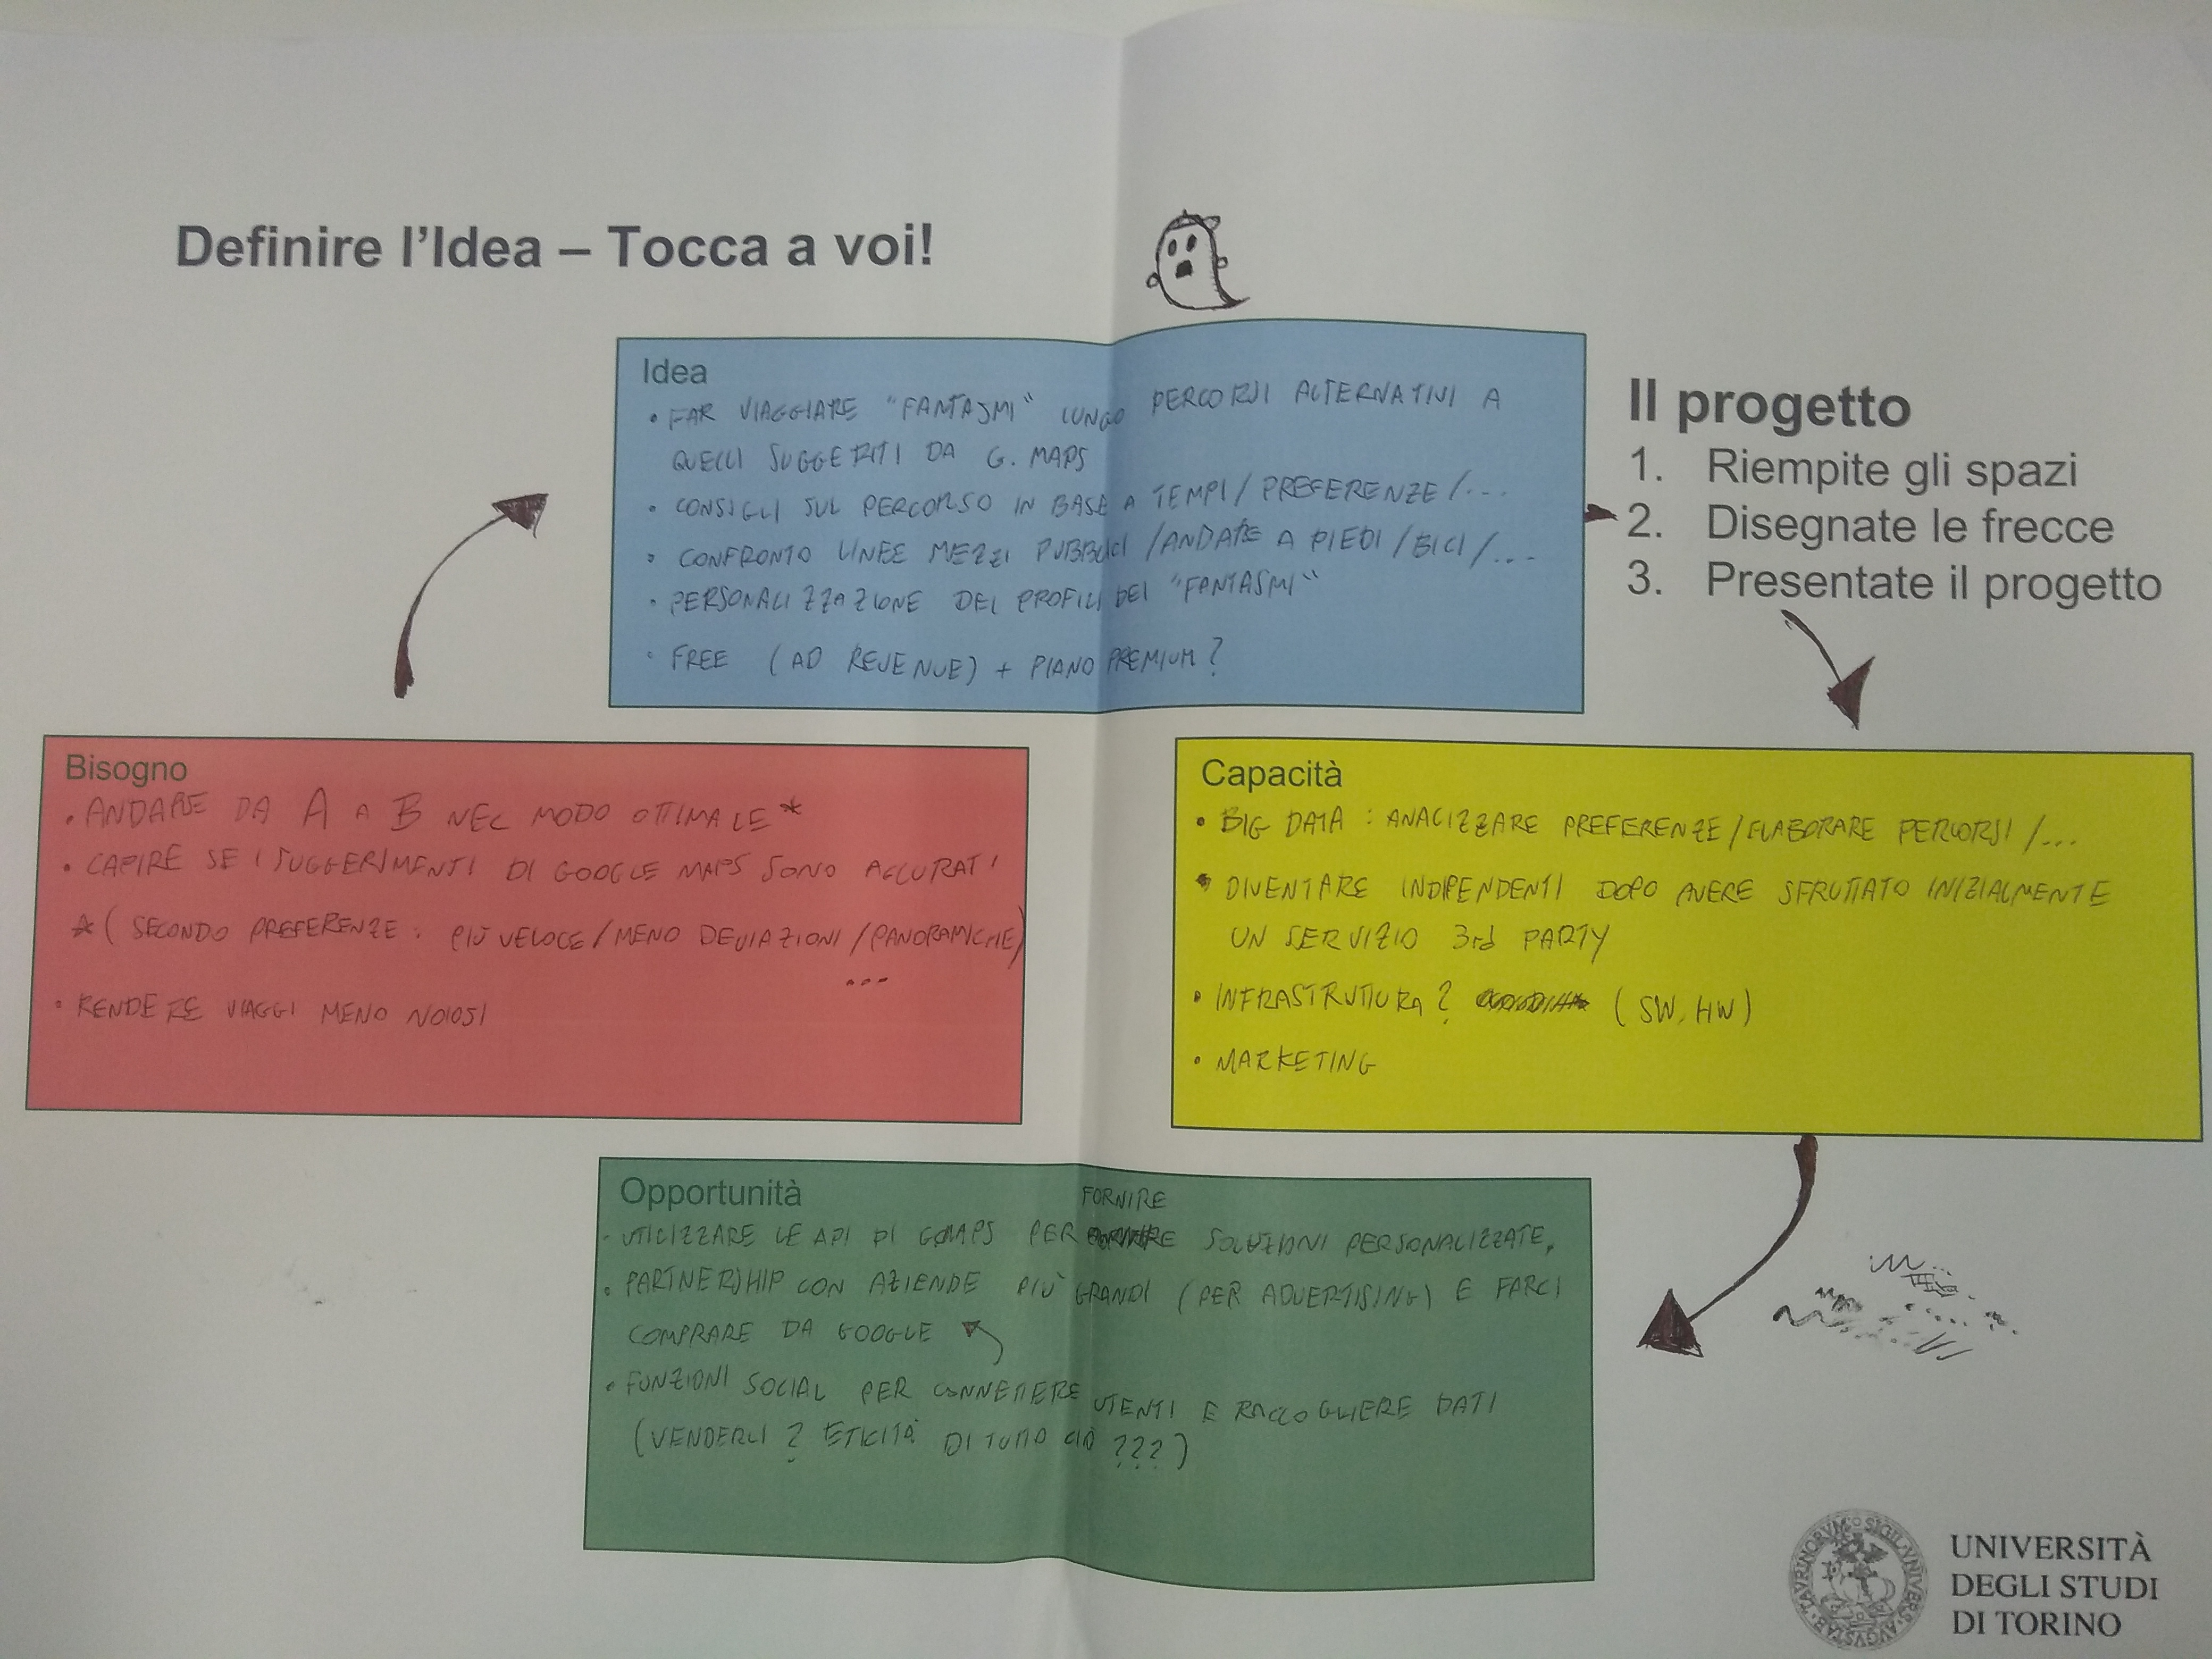 Definire l'Idea – Tocca a voi!
Idea
• FAR VIAGGIARE "FANTASMI" LUNGO PERCORSI ALTERNATIVI A
QUELLI SUGGERITI DA G. MAPS
• CONSIGLI SUL PERCORSO IN BASE A TEMPI/PREFERENZE/...
• CONFRONTO LINEE MEZZI PUBBLICI/ANDARE A PIEDI/BICI/...
• PERSONALIZZAZIONE DEI PROFILI DEI "FANTASMI"
• FREE (AD REVENUE) + PIANO PREMIUM?
Il progetto
1. Riempite gli spazi
2. Disegnate le frecce
3. Presentate il progetto
Bisogno
• ANDARE DA A A B NEL MODO OTTIMALE*
• CAPIRE SE I SUGGERIMENTI DI GOOGLE MAPS SONO ACCURATI
*(SECONDO PREFERENZE: PIÙ VELOCE/MENO DEVIAZIONI/PANORAMICHE)
...
• RENDERE VIAGGI MENO NOIOSI
Capacità
• BIG DATA: ANALIZZARE PREFERENZE/ELABORARE PERCORSI/...
• DIVENTARE INDIPENDENTI DOPO AVERE SFRUTTATO INIZIALMENTE
UN SERVIZIO 3rd PARTY
• INFRASTRUTTURA? (SW, HW)
• MARKETING
Opportunità
FORNIRE
• UTILIZZARE LE API DI GMAPS PER SOLUZIONI PERSONALIZZATE.
• PARTNERSHIP CON AZIENDE PIÙ GRANDI (PER ADVERTISING) E FARCI
COMPRARE DA GOOGLE
• FUNZIONI SOCIAL PER CONNETTERE UTENTI E RACCOGLIERE DATI
(VENDERLI? ETICITÀ DI TUTTO CIÒ ???)
UNIVERSITÀ
DEGLI STUDI
DI TORINO